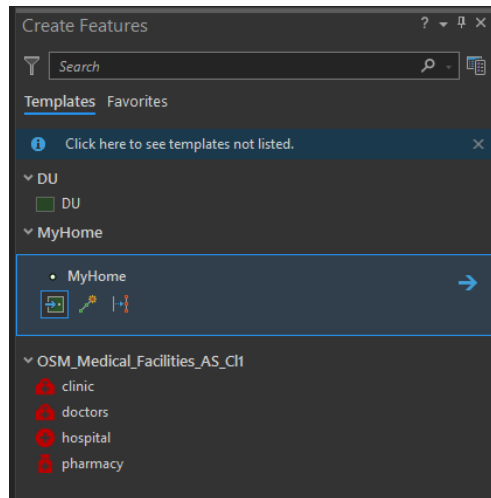 Create Features
?
Search
Templates Favorites
Click here to see templates not listed.
DU
DU
MyHome
MyHome
OSM_Medical_Facilities_AS_Cl1
clinic
doctors
hospital
pharmacy